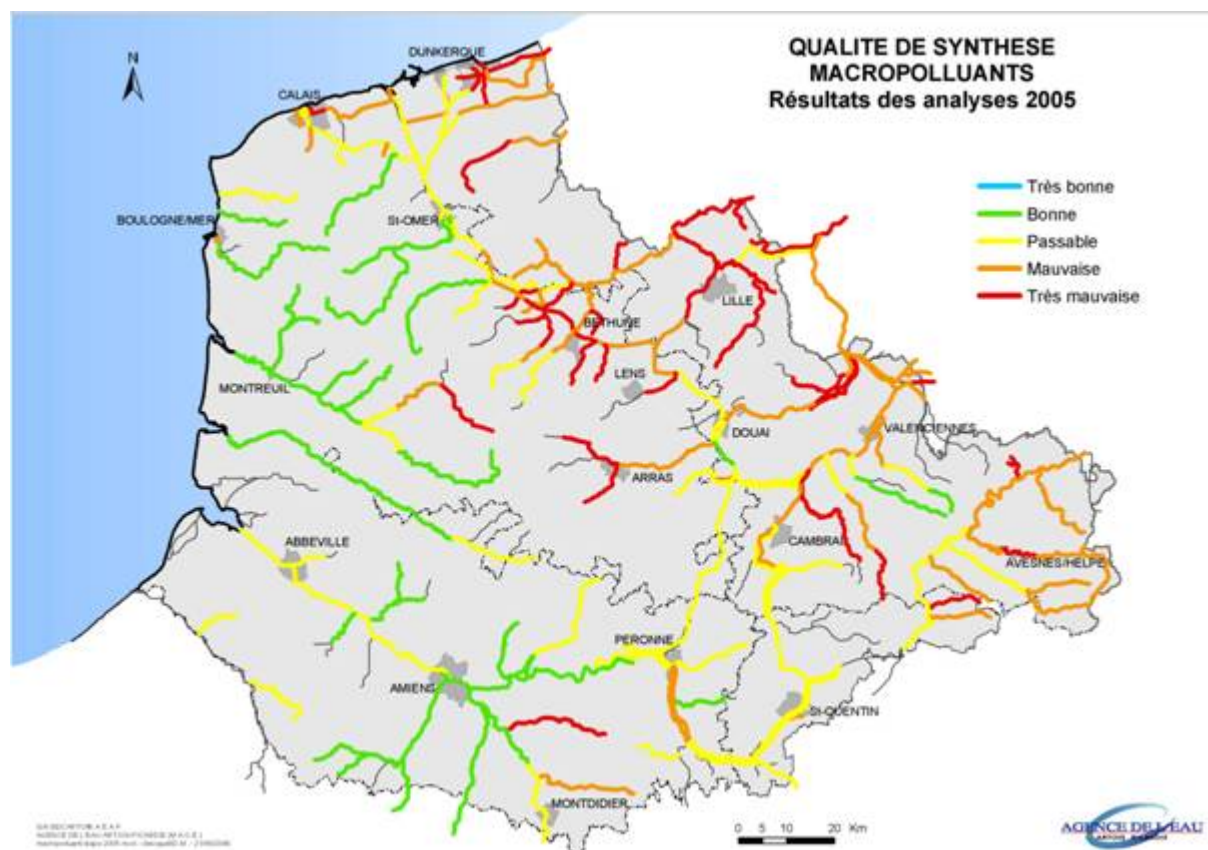 QUALITE DE SYNTHESE
MACROPOLLUANTS
Résultats des analyses 2005
N
DUNKERQUE
CALAIS
Très bonne
Bonne
Passable
Mauvaise
Très mauvaise
BOULOGNE/MER
St-OMER
LILLE
BETHUNE
LENS
MONTREUIL
DOUAI
VALENCIENNES
ARRAS
CAMBRAI
AVESNES/HELPE
ABBEVILLE
PERONNE
AMIENS
St-QUENTIN
MONTDIDIER
0 5 10 20 Km
AGENCE DE L'EAU